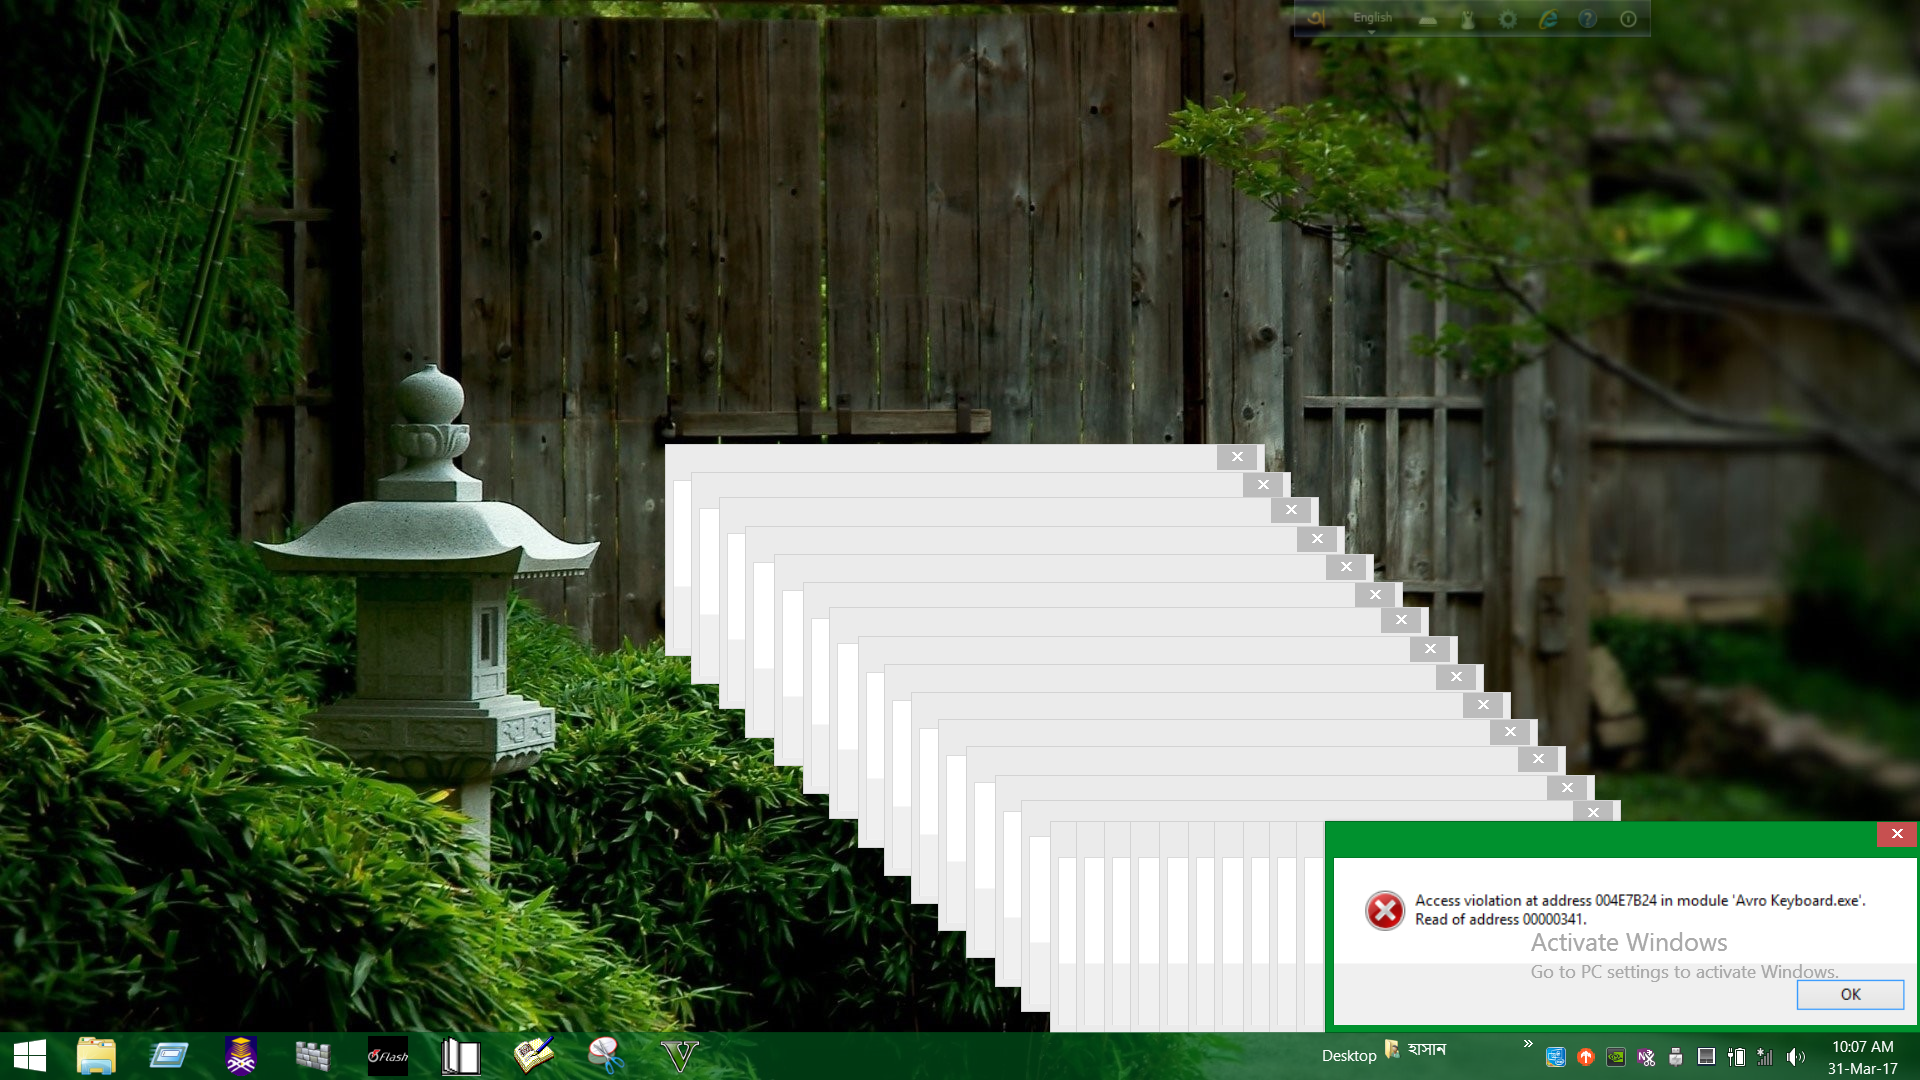 English
Access violation at address 004E7B24 in module 'Avro Keyboard.exe'.
Read of address 00000341.
Activate Windows
Go to PC settings to activate Windows.
OK
Flash
Desktop
হাসান
»
10:07 AM
31-Mar-17